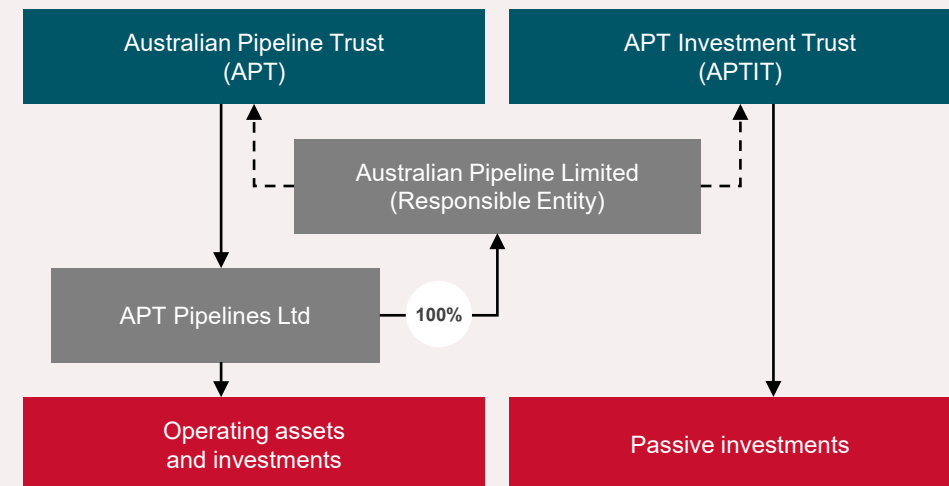 Australian Pipeline Trust
(APT)
APT Investment Trust
(APTIT)
Australian Pipeline Limited
(Responsible Entity)
APT Pipelines Ltd
100%
Operating assets
and investments
Passive investments